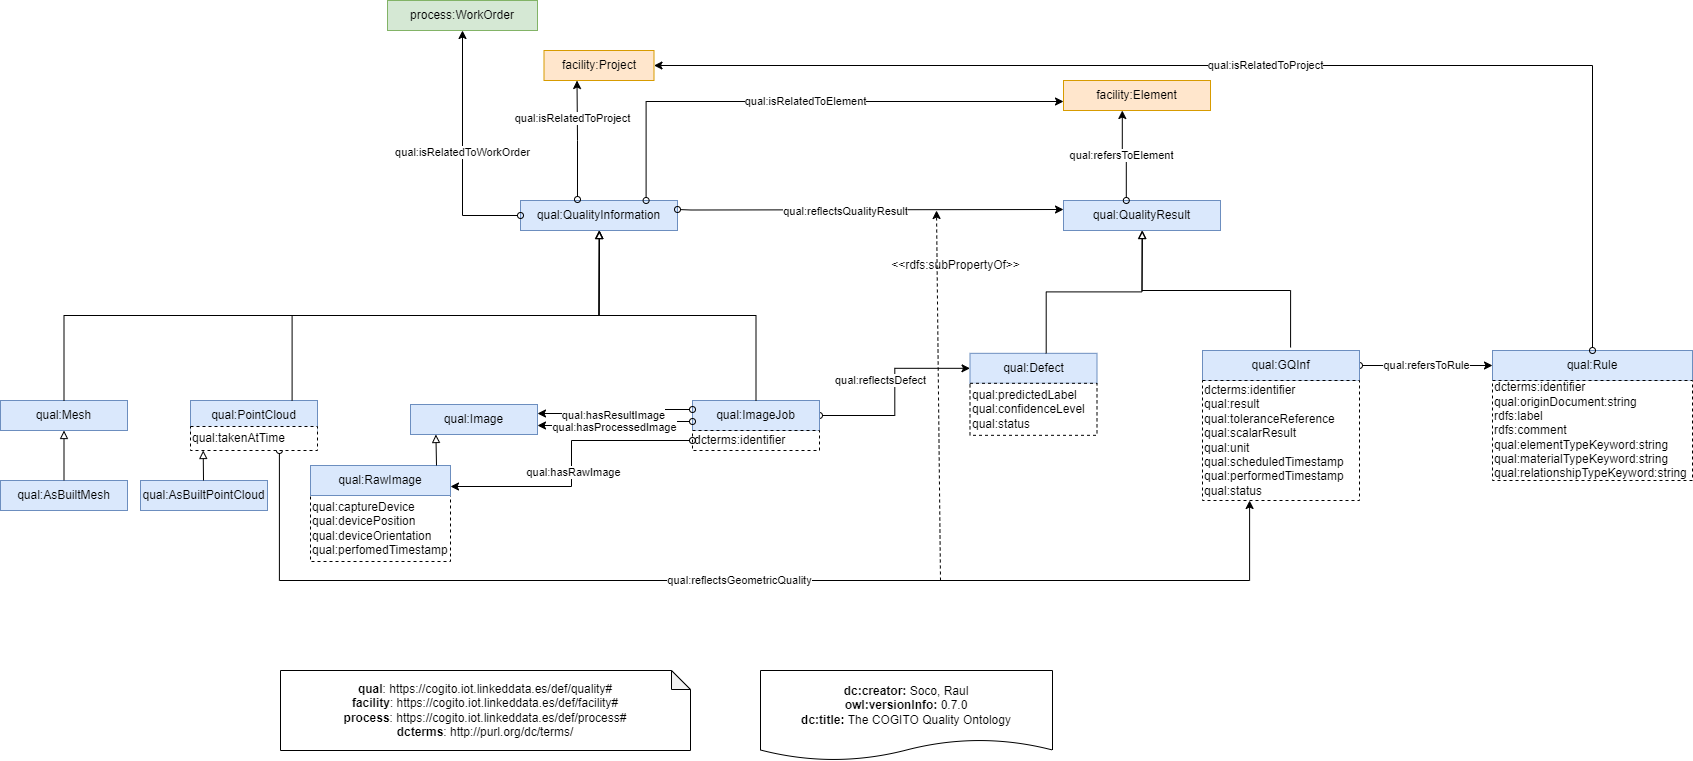 process:WorkOrder
facility:Project
qual:isRelatedToProject
facility:Element
qual:isRelatedToElement
qual:isRelatedToProject
qual:isRelatedToWorkOrder
qual:refersToElement
qual:QualityInformation
qual:reflectsQualityResult
qual:QualityResult
<<rdfs:subPropertyOf>>
qual:Mesh
qual:AsBuiltMesh
qual:PointCloud
qual:takenAtTime
qual:AsBuiltPointCloud
qual:Image
qual:RawImage
qual:captureDevice
qual:devicePosition
qual:deviceOrientation
qual:perfomedTimestamp
qual:hasResultImage
qual:hasProcessedImage
qual:hasRawImage
qual:ImageJob
dcterms:identifier
qual:reflectsDefect
qual:Defect
qual:predictedLabel
qual:confidenceLevel
qual:status
qual:GQInf
dcterms:identifier
qual:result
qual:toleranceReference
qual:scalarResult
qual:unit
qual:scheduledTimestamp
qual:performedTimestamp
qual:status
qual:refersToRule
qual:Rule
dcterms:identifier
qual:originDocument:string
rdfs:label
rdfs:comment
qual:elementTypeKeyword:string
qual:materialTypeKeyword:string
qual:relationshipTypeKeyword:string
qual:reflectsGeometricQuality
qual: https://cogito.iot.linkeddata.es/def/quality#
facility: https://cogito.iot.linkeddata.es/def/facility#
process: https://cogito.iot.linkeddata.es/def/process#
dcterms: http://purl.org/dc/terms/
dc:creator: Soco, Raul
owl:versionInfo: 0.7.0
dc:title: The COGITO Quality Ontology